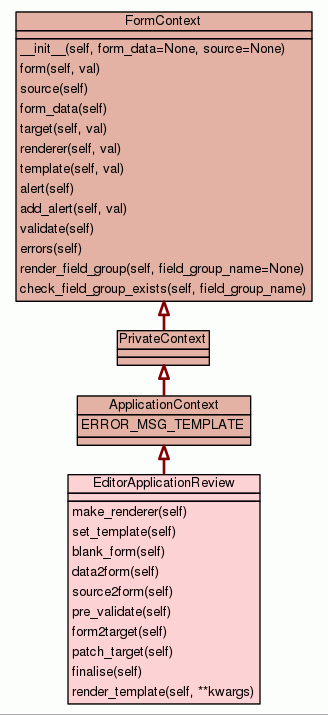 FormContext
__init__(self, form_data=None, source=None)
form(self, val)
source(self)
form_data(self)
target(self, val)
renderer(self, val)
template(self, val)
alert(self)
add_alert(self, val)
validate(self)
errors(self)
render_field_group(self, field_group_name=None)
check_field_group_exists(self, field_group_name)
PrivateContext
ApplicationContext
ERROR_MSG_TEMPLATE
EditorApplicationReview
make_renderer(self)
set_template(self)
blank_form(self)
data2form(self)
source2form(self)
pre_validate(self)
form2target(self)
patch_target(self)
finalise(self)
render_template(self, **kwargs)